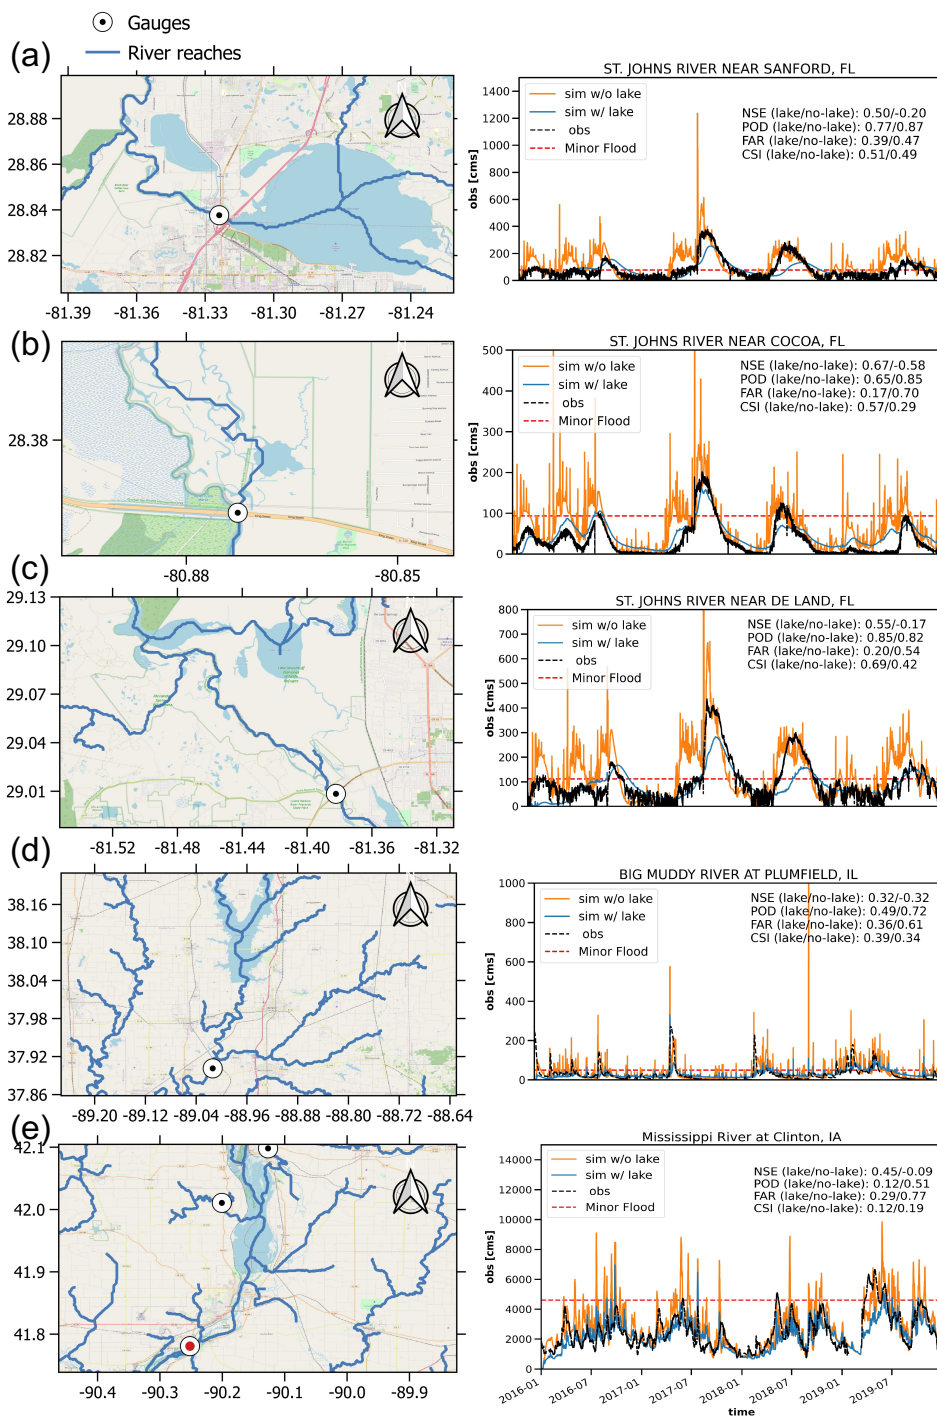 Gauges
River reaches
(a)
28.88
28.86
28.84
28.82
-81.39 -81.36 -81.33 -81.30 -81.27 -81.24
ST. JOHNS RIVER NEAR SANFORD, FL
sim w/o lake
sim w/ lake
obs
Minor Flood
NSE (lake/no-lake): 0.50/-0.20
POD (lake/no-lake): 0.77/0.87
FAR (lake/no-lake): 0.39/0.47
CSI (lake/no-lake): 0.51/0.49
obs [cms]
1400
1200
1000
800
600
400
200
0
(b)
28.38
-80.88 -80.85
ST. JOHNS RIVER NEAR COCOA, FL
sim w/o lake
sim w/ lake
obs
Minor Flood
NSE (lake/no-lake): 0.67/-0.58
POD (lake/no-lake): 0.65/0.85
FAR (lake/no-lake): 0.17/0.70
CSI (lake/no-lake): 0.57/0.29
obs [cms]
500
400
300
200
100
0
(c)
29.13
29.10
29.07
29.04
29.01
-81.52 -81.48 -81.44 -81.40 -81.36 -81.32
ST. JOHNS RIVER NEAR DE LAND, FL
sim w/o lake
sim w/ lake
obs
Minor Flood
NSE (lake/no-lake): 0.55/-0.17
POD (lake/no-lake): 0.85/0.82
FAR (lake/no-lake): 0.20/0.54
CSI (lake/no-lake): 0.69/0.42
obs [cms]
800
700
600
500
400
300
200
100
0
(d)
38.16
38.10
38.04
37.98
37.92
37.86
-89.20 -89.12 -89.04 -88.96 -88.88 -88.80 -88.72 -88.64
BIG MUDDY RIVER AT PLUMFIELD, IL
sim w/o lake
sim w/ lake
obs
Minor Flood
NSE (lake/no-lake): 0.32/-0.32
POD (lake/no-lake): 0.49/0.72
FAR (lake/no-lake): 0.36/0.61
CSI (lake/no-lake): 0.39/0.34
obs [cms]
1000
800
600
400
200
0
(e)
42.1
42.0
41.9
41.8
-90.4 -90.3 -90.2 -90.1 -90.0 -89.9
Mississippi River at Clinton, IA
sim w/o lake
sim w/ lake
obs
Minor Flood
NSE (lake/no-lake): 0.45/-0.09
POD (lake/no-lake): 0.12/0.51
FAR (lake/no-lake): 0.29/0.77
CSI (lake/no-lake): 0.12/0.19
obs [cms]
14000
12000
10000
8000
6000
4000
2000
0
2016-01 2016-07 2017-01 2017-07 2018-01 2018-07 2019-01 2019-07
time